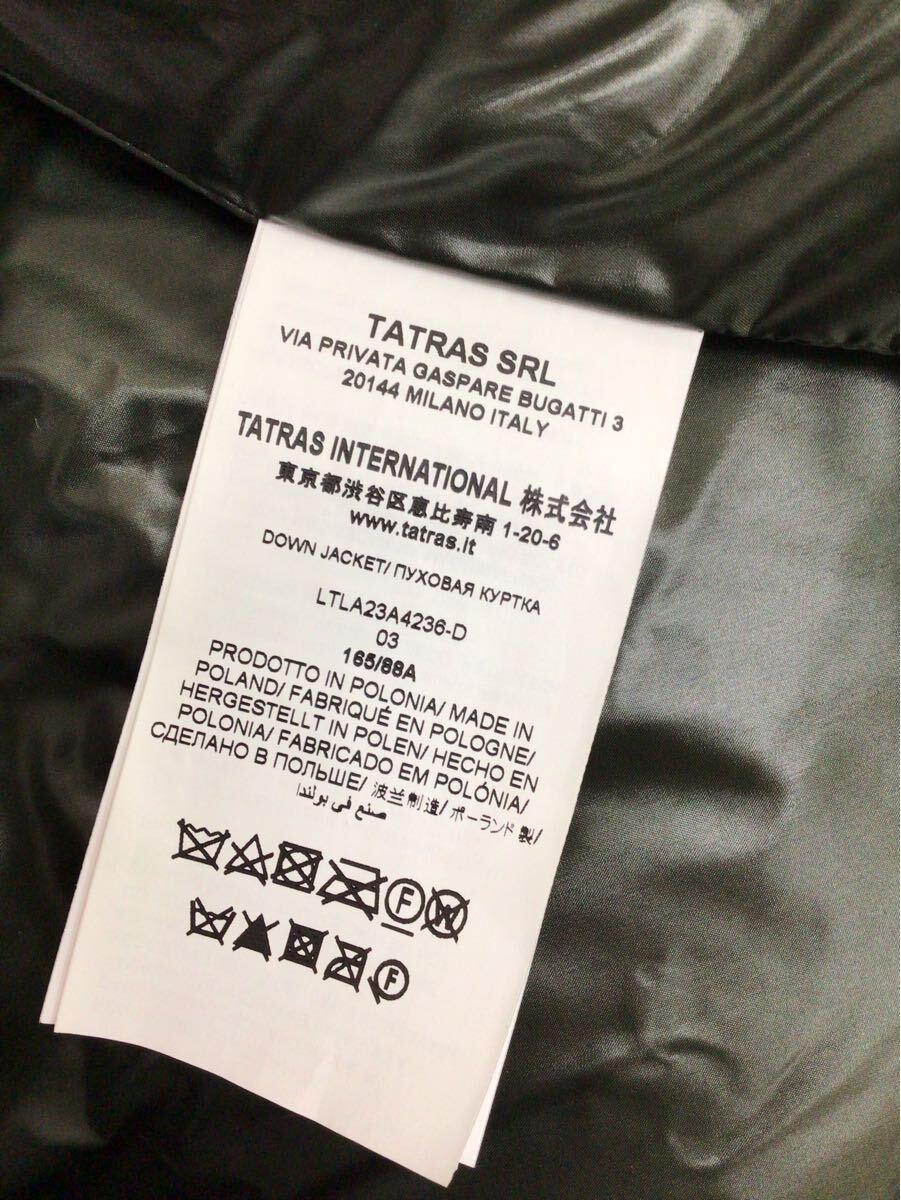 TATRAS SRL
VIA PRIVATA GASPARE BUGATTI 3
20144 MILANO ITALY
TATRAS INTERNATIONAL 株式会社
東京都渋谷区恵比寿南 1-20-6
www.tatras.it
DOWN JACKET/ ПУХОВАЯ КУРТКА
LTLA23A4236-D
03
165/88A
PRODOTTO IN POLONIA/ MADE IN
POLAND/ FABRIQUÉ EN POLOGNE/
HERGESTELLT IN POLEN/ HECHO EN
POLONIA/ FABRICADO EM POLÓNIA/
СДЕЛАНО В ПОЛЬШЕ/ 波兰制造/ ポーランド 製/
صنع في بولندا
F W
F